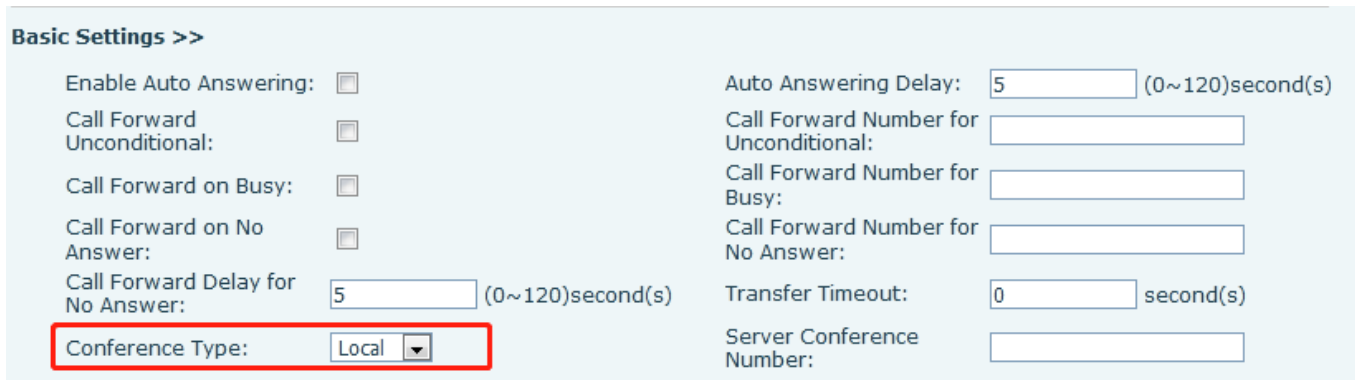 Basic Settings >>
Enable Auto Answering:
Auto Answering Delay: 5 (0~120)second(s)
Call Forward
Unconditional:
Call Forward Number for
Unconditional:
Call Forward on Busy:
Call Forward Number for
Busy:
Call Forward on No
Answer:
Call Forward Number for
No Answer:
Call Forward Delay for
No Answer:
5 (0~120)second(s)
Transfer Timeout: 0 second(s)
Conference Type: Local
Server Conference
Number: